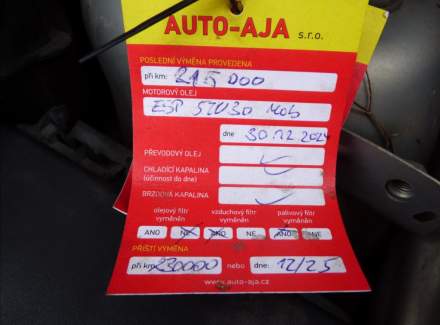 AUTO-AJA s.r.o.
POSLEDNÍ VÝMĚNA PROVEDENA
při km: 215 000
MOTOROVÝ OLEJ
ESP 5W30 Mob
dne 30.12.2024
PŘEVODOVÝ OLEJ
CHLADÍCÍ KAPALINA
(účinnost do dne)
BRZDOVÁ KAPALINA
olejový filtr vyměněn vzduchový filtr vyměněn palivový filtr vyměněn
ANO NE ANO NE ANO NE
PŘÍŠTÍ VÝMĚNA
při km: 230000 nebo dne: 12/25
www.auto-aja.cz